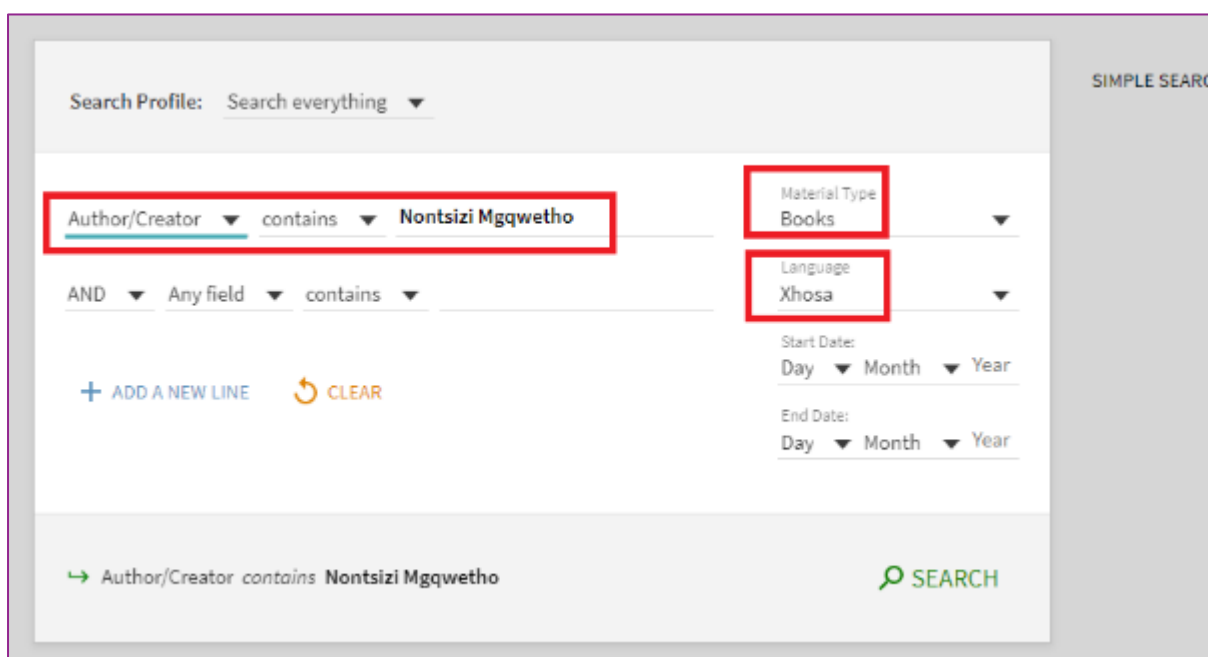 SIMPLE SEARC
Search Profile: Search everything
Author/Creator contains Nontsizi Mgqwetho
Material Type
Books
AND Any field contains
Language
Xhosa
Start Date:
Day Month Year
+ ADD A NEW LINE CLEAR
End Date:
Day Month Year
Author/Creator contains Nontsizi Mgqwetho
SEARCH